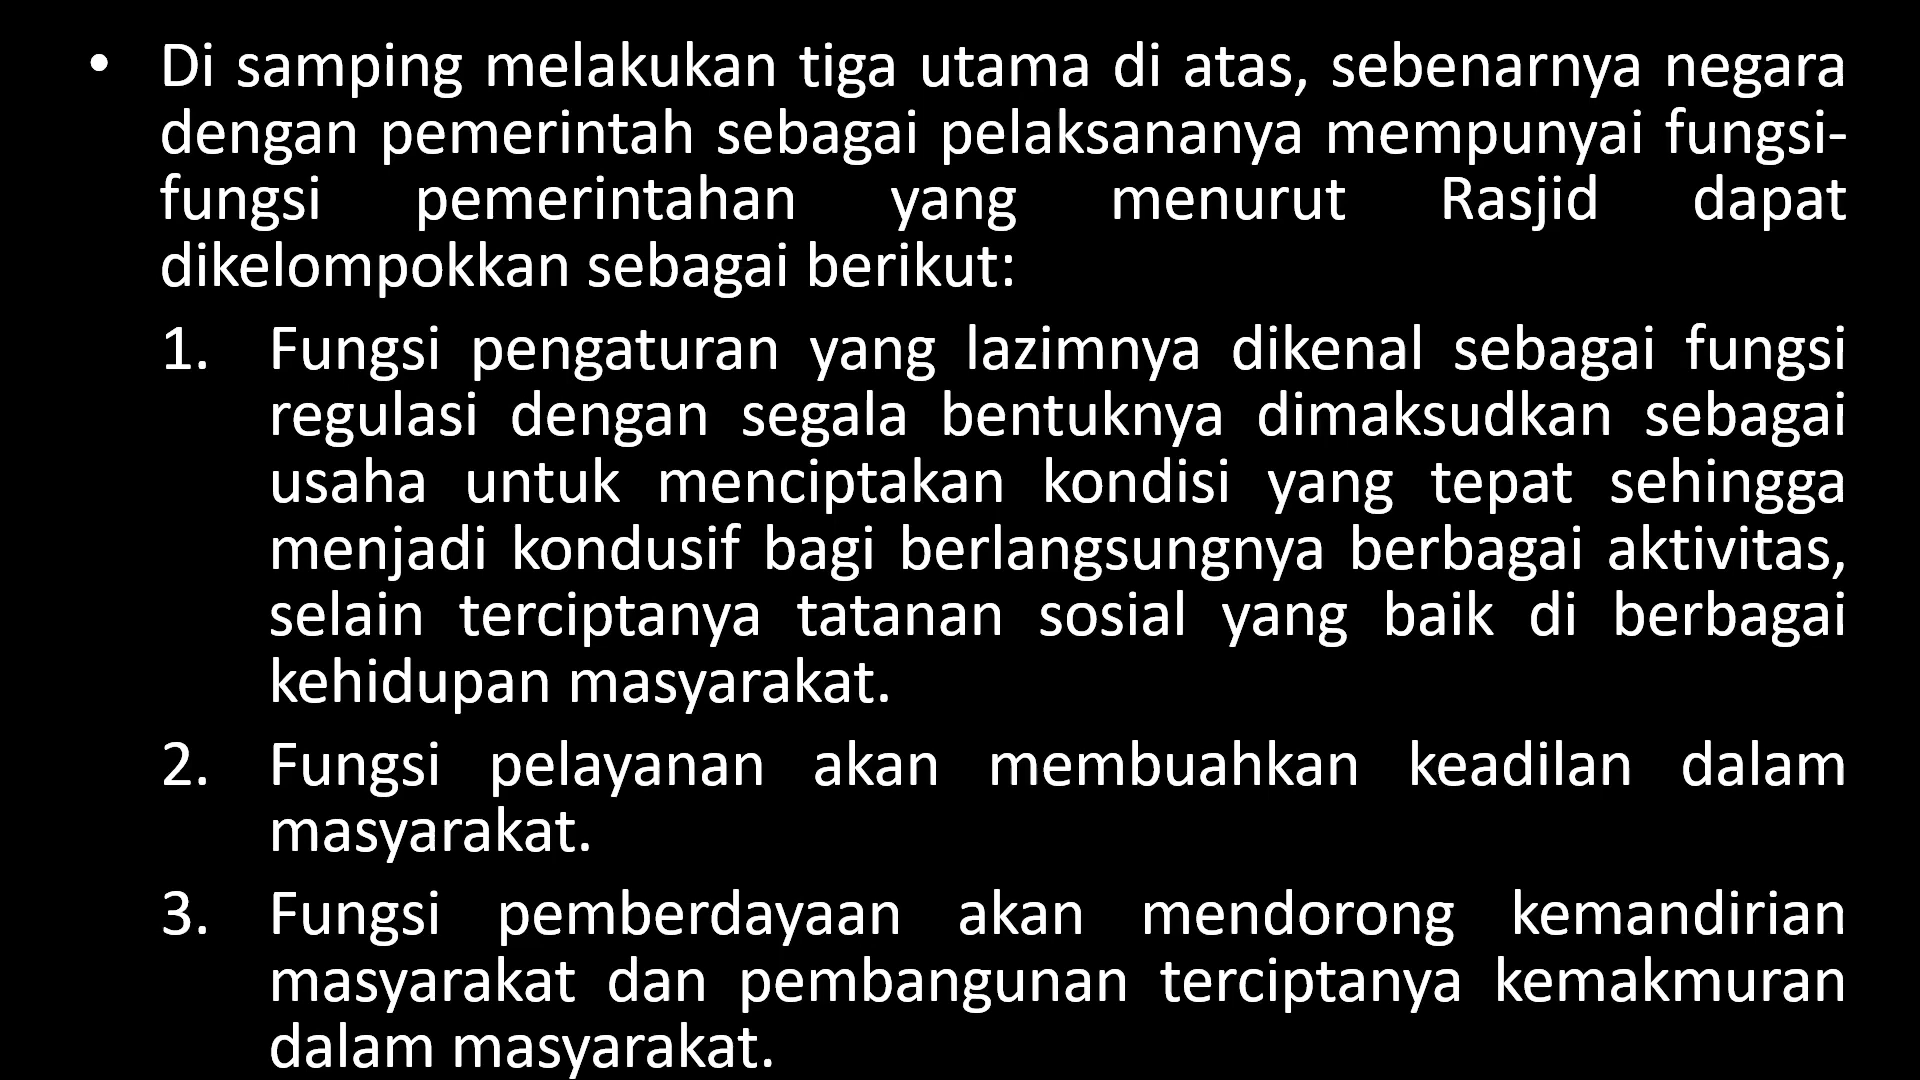 • Di samping melakukan tiga utama di atas, sebenarnya negara
dengan pemerintah sebagai pelaksananya mempunyai fungsi-
fungsi pemerintahan yang menurut Rasjid dapat
dikelompokkan sebagai berikut:
1. Fungsi pengaturan yang lazimnya dikenal sebagai fungsi
regulasi dengan segala bentuknya dimaksudkan sebagai
usaha untuk menciptakan kondisi yang tepat sehingga
menjadi kondusif bagi berlangsungnya berbagai aktivitas,
selain terciptanya tatanan sosial yang baik di berbagai
kehidupan masyarakat.
2. Fungsi pelayanan akan membuahkan keadilan dalam
masyarakat.
3. Fungsi pemberdayaan akan mendorong kemandirian
masyarakat dan pembangunan terciptanya kemakmuran
dalam masyarakat.